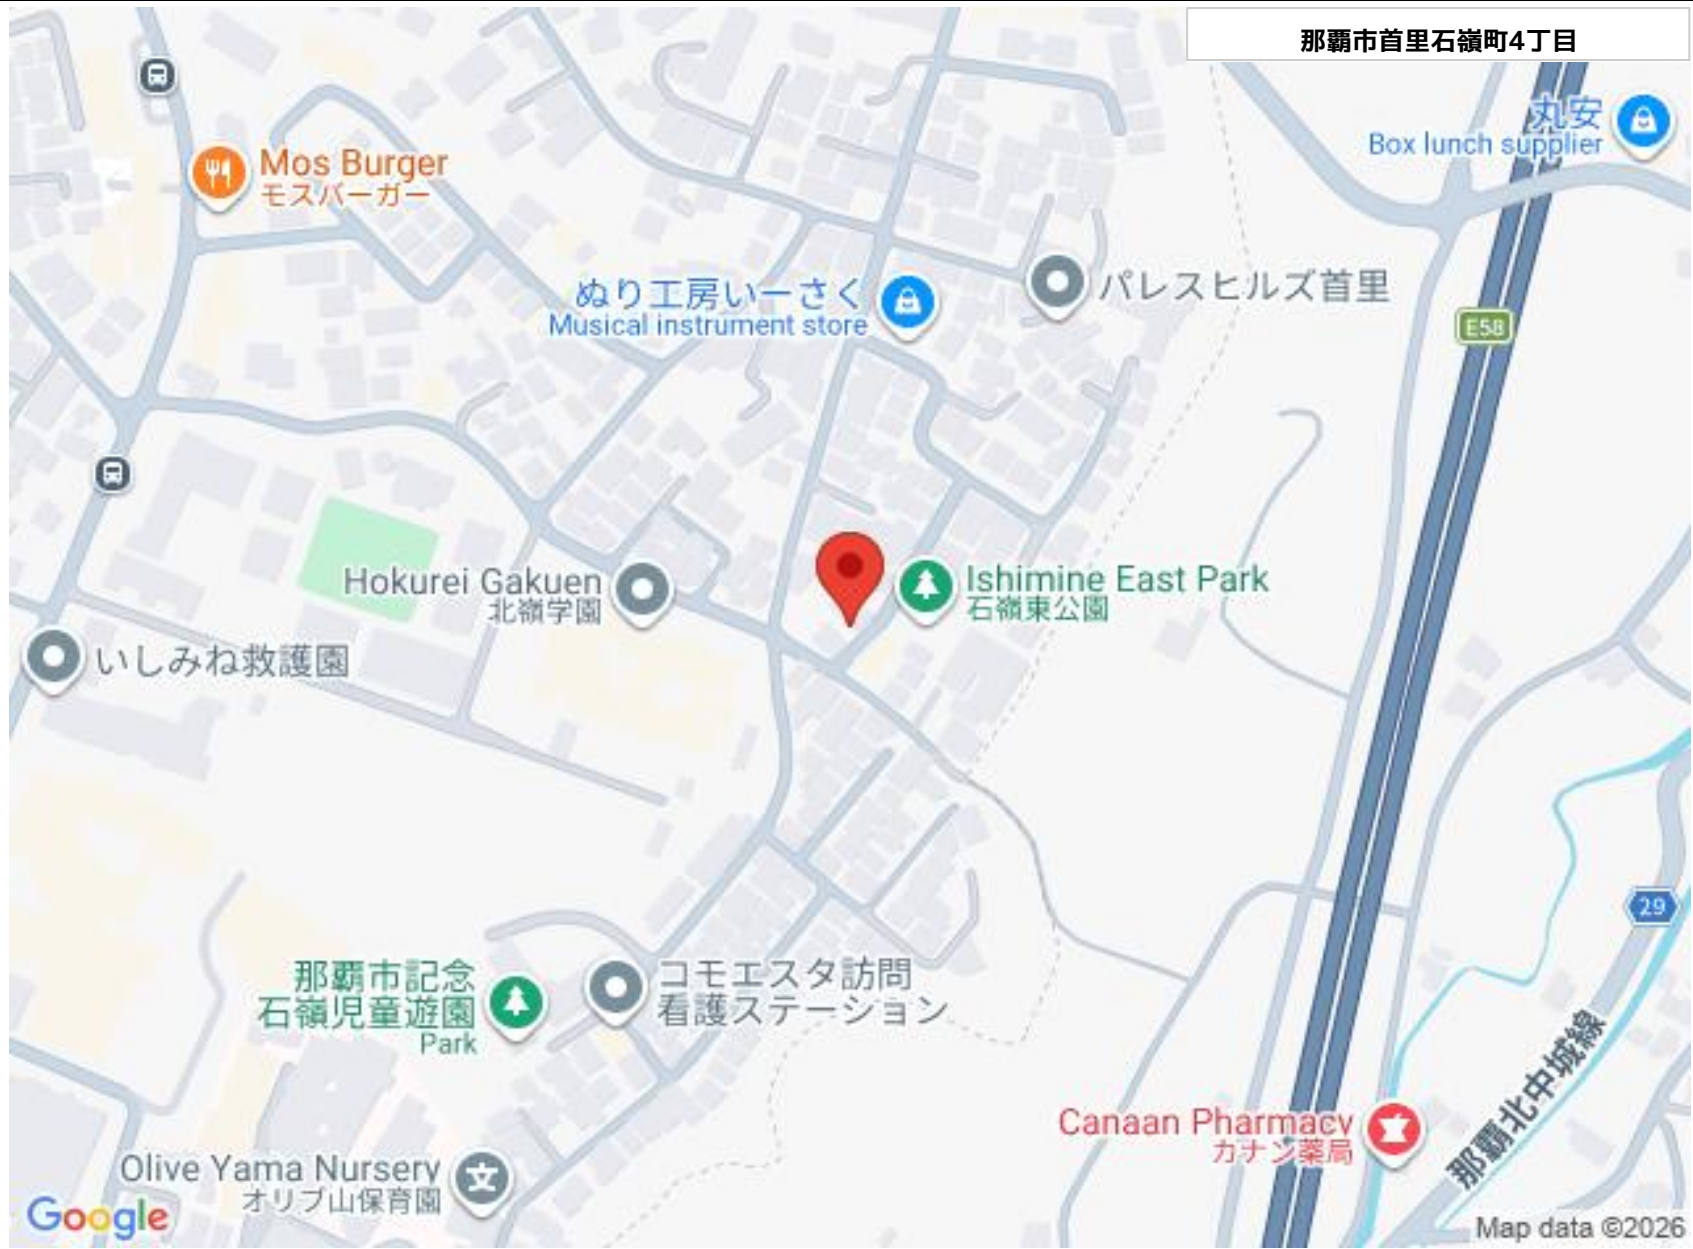 那覇市首里石嶺町4丁目
丸安
Box lunch supplier
Mos Burger
モスバーガー
ぬり工房いーさく
Musical instrument store
パレスヒルズ首里
E58
Hokurei Gakuen
北嶺学園
Ishimine East Park
石嶺東公園
いしみね救護園
29
那覇市記念
石嶺児童遊園
Park
コモエスタ訪問
看護ステーション
那覇北中城線
Canaan Pharmacy
カナン薬局
Olive Yama Nursery
オリブ山保育園
文
Google
Map data ©2026